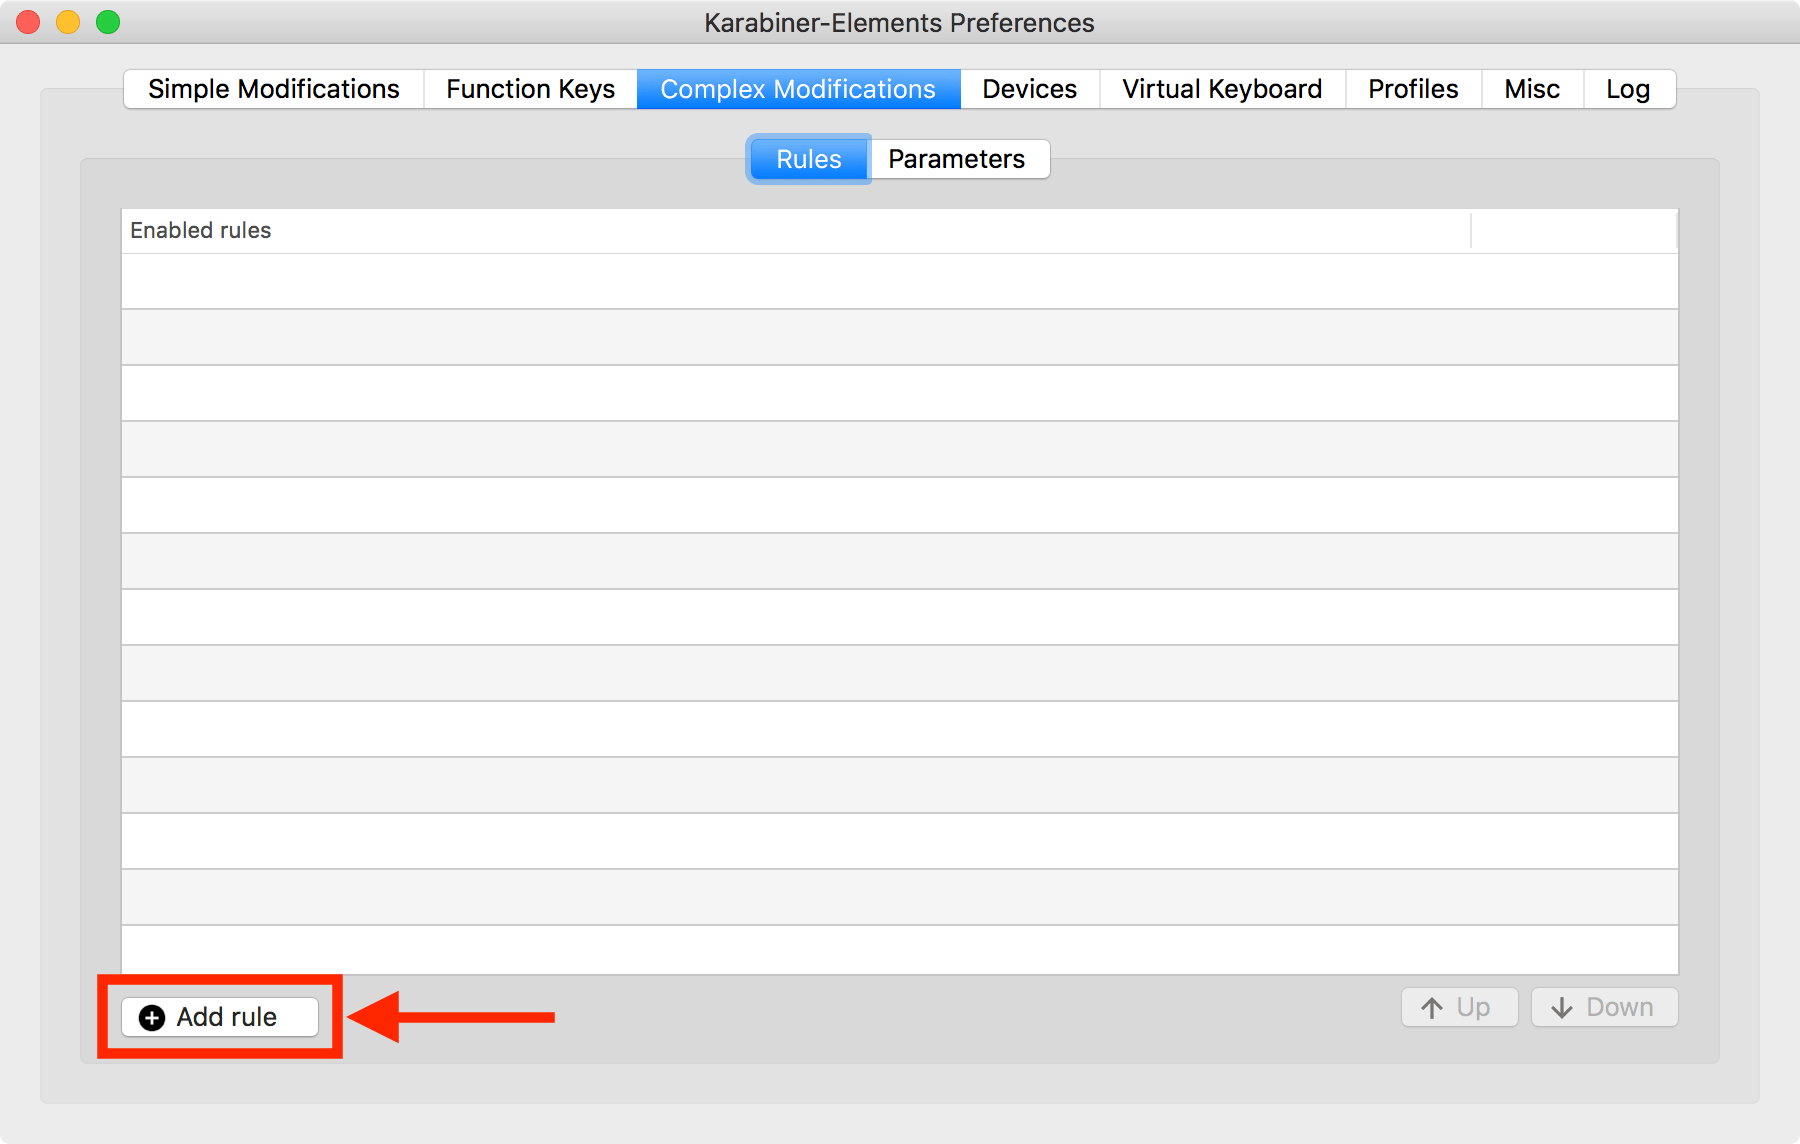 Karabiner-Elements Preferences
Simple Modifications Function Keys Complex Modifications Devices Virtual Keyboard Profiles Misc Log
Rules Parameters
Enabled rules
Add rule Up Down